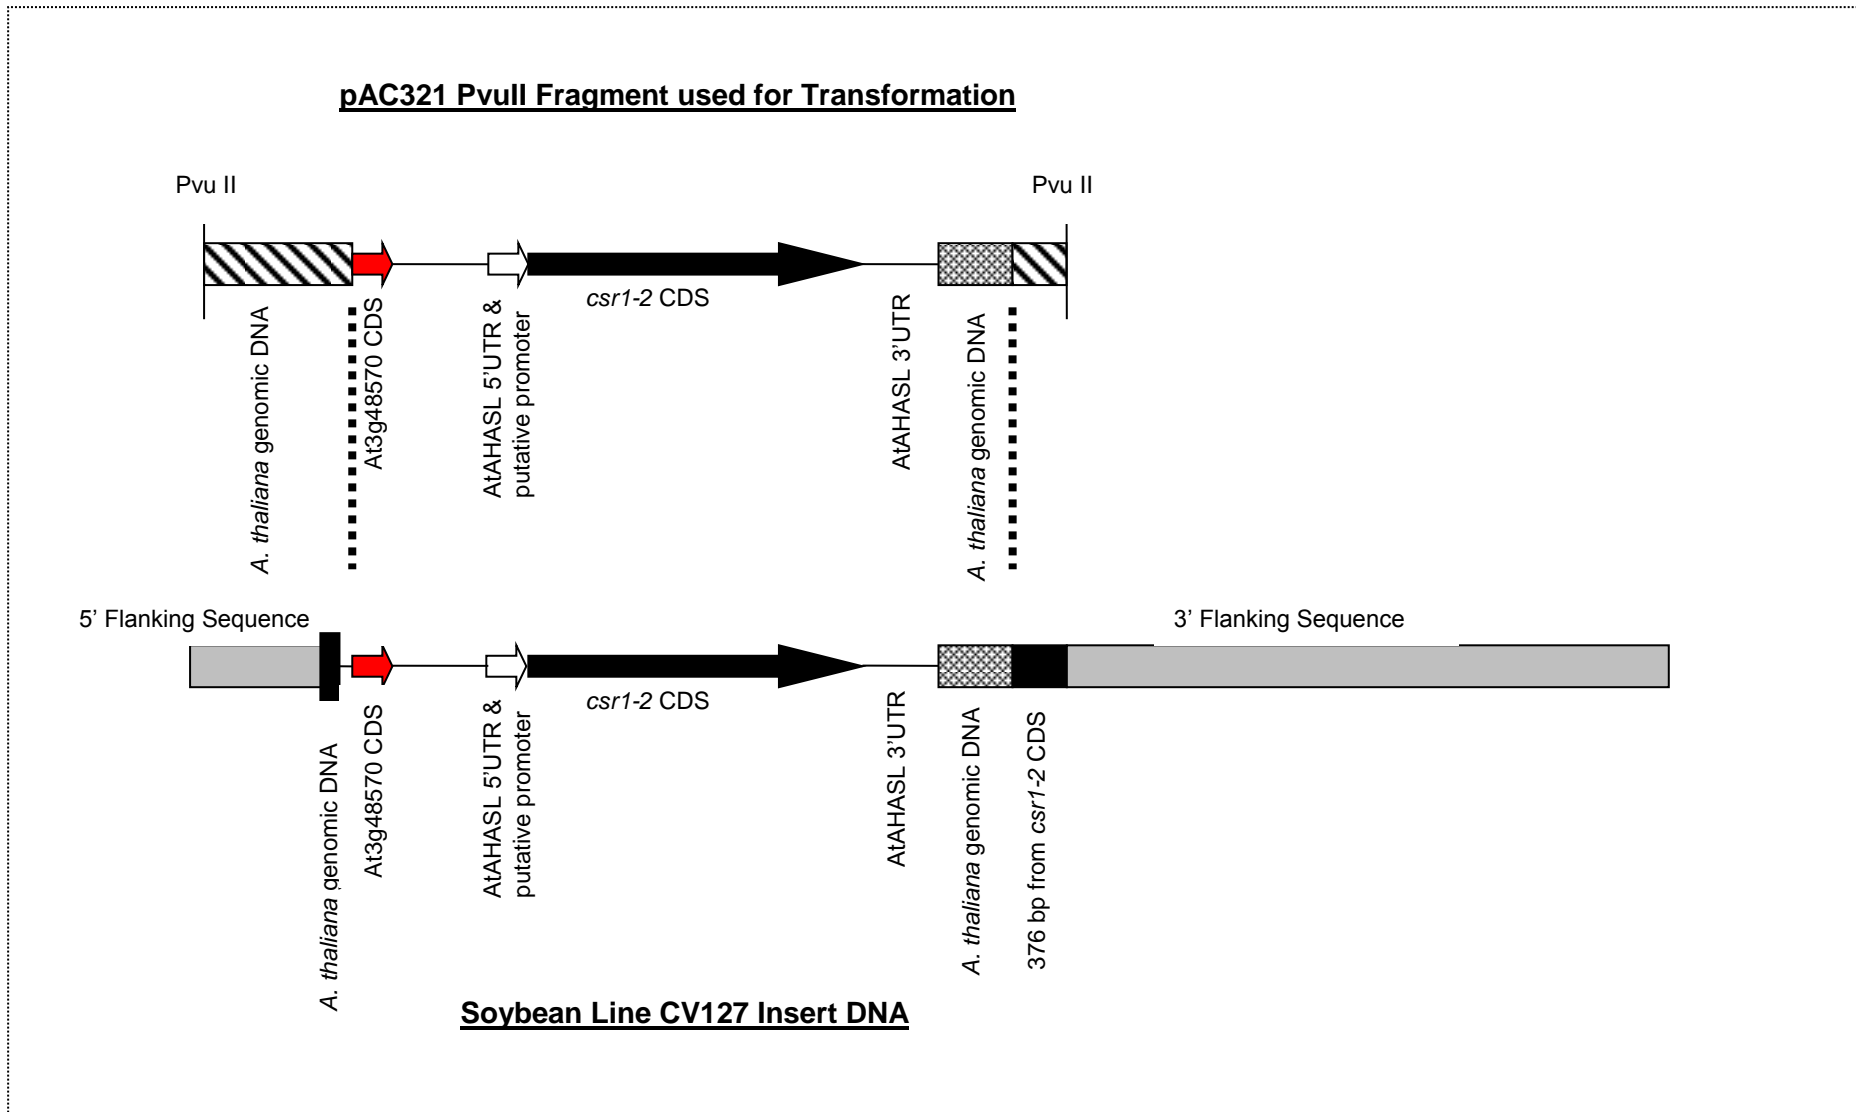 pAC321 PvuII Fragment used for Transformation
Pvu II
Pvu II
csr1-2 CDS
A. thaliana genomic DNA
At3g48570 CDS
AtAHASL 5'UTR &
putative promoter
AtAHASL 3'UTR
A. thaliana genomic DNA
5' Flanking Sequence
3' Flanking Sequence
csr1-2 CDS
A. thaliana genomic DNA
At3g48570 CDS
AtAHASL 5'UTR &
putative promoter
AtAHASL 3'UTR
A. thaliana genomic DNA
376 bp from csr1-2 CDS
Soybean Line CV127 Insert DNA